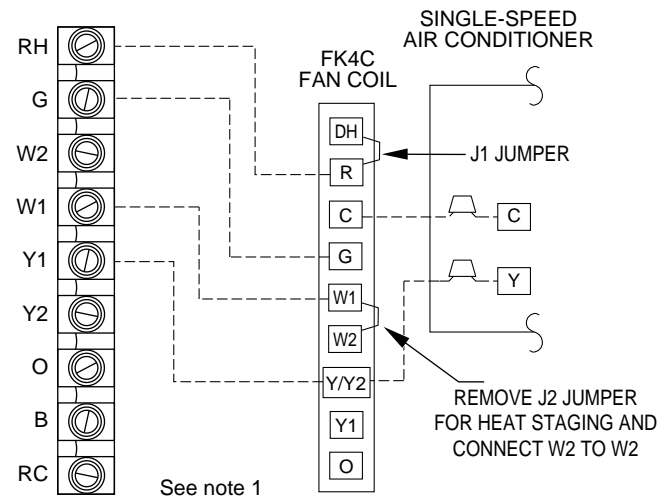 SINGLE-SPEED
AIR CONDITIONER
FK4C
FAN COIL
RH
G
W2
W1
Y1
Y2
O
B
RC
DH
R
C
G
W1
W2
Y/Y2
Y1
O
J1 JUMPER
C
Y
REMOVE J2 JUMPER
FOR HEAT STAGING AND
CONNECT W2 TO W2
See note 1